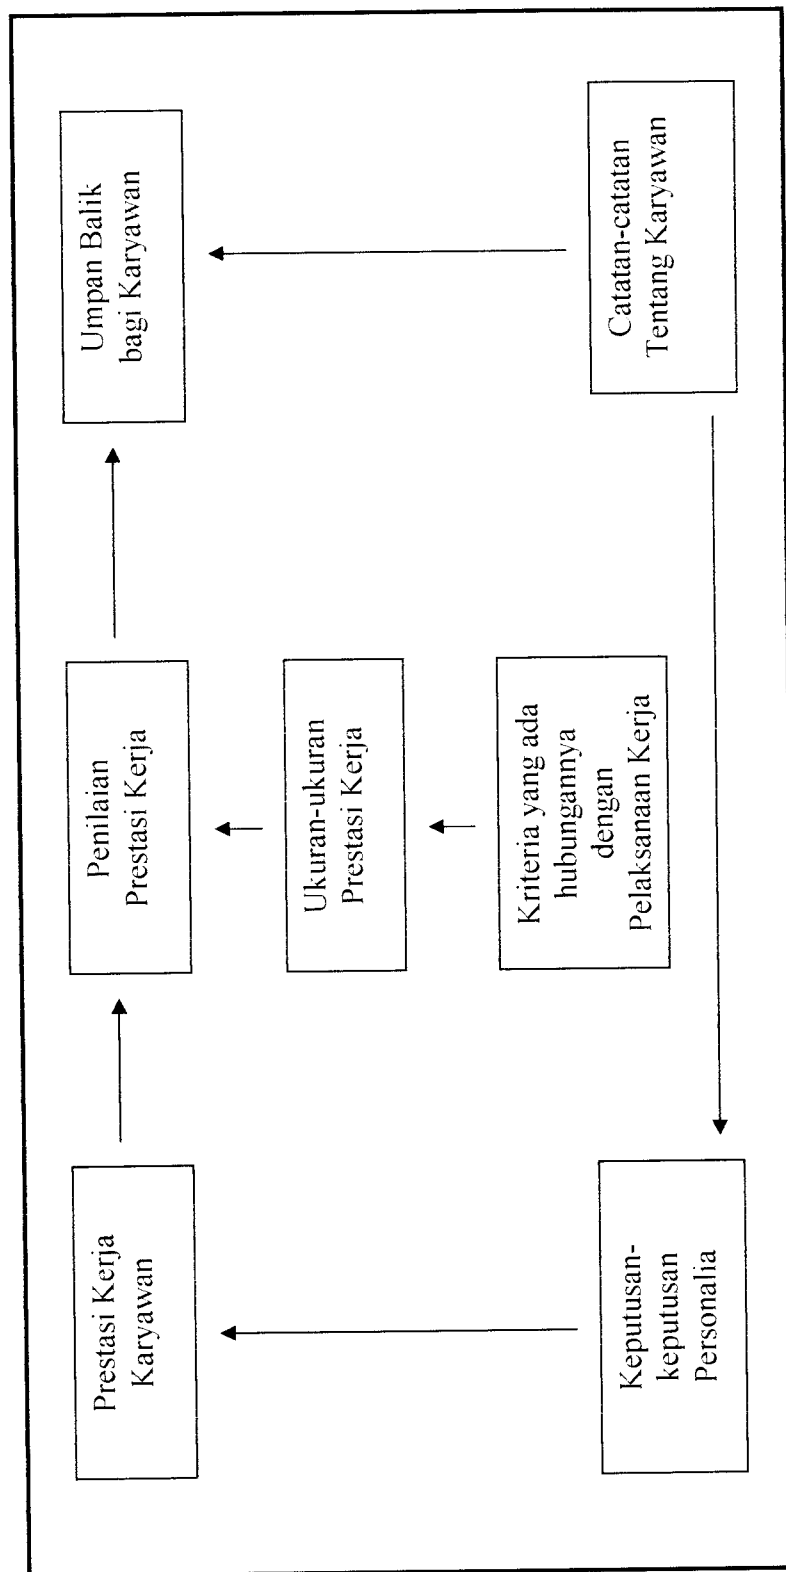 Prestasi Kerja
Karyawan
Penilaian
Prestasi Kerja
Umpan Balik
bagi Karyawan
Ukuran-ukuran
Prestasi Kerja
Kriteria yang ada
hubungannya
dengan
Pelaksanaan Kerja
Keputusan-
keputusan
Personalia
Catatan-catatan
Tentang Karyawan